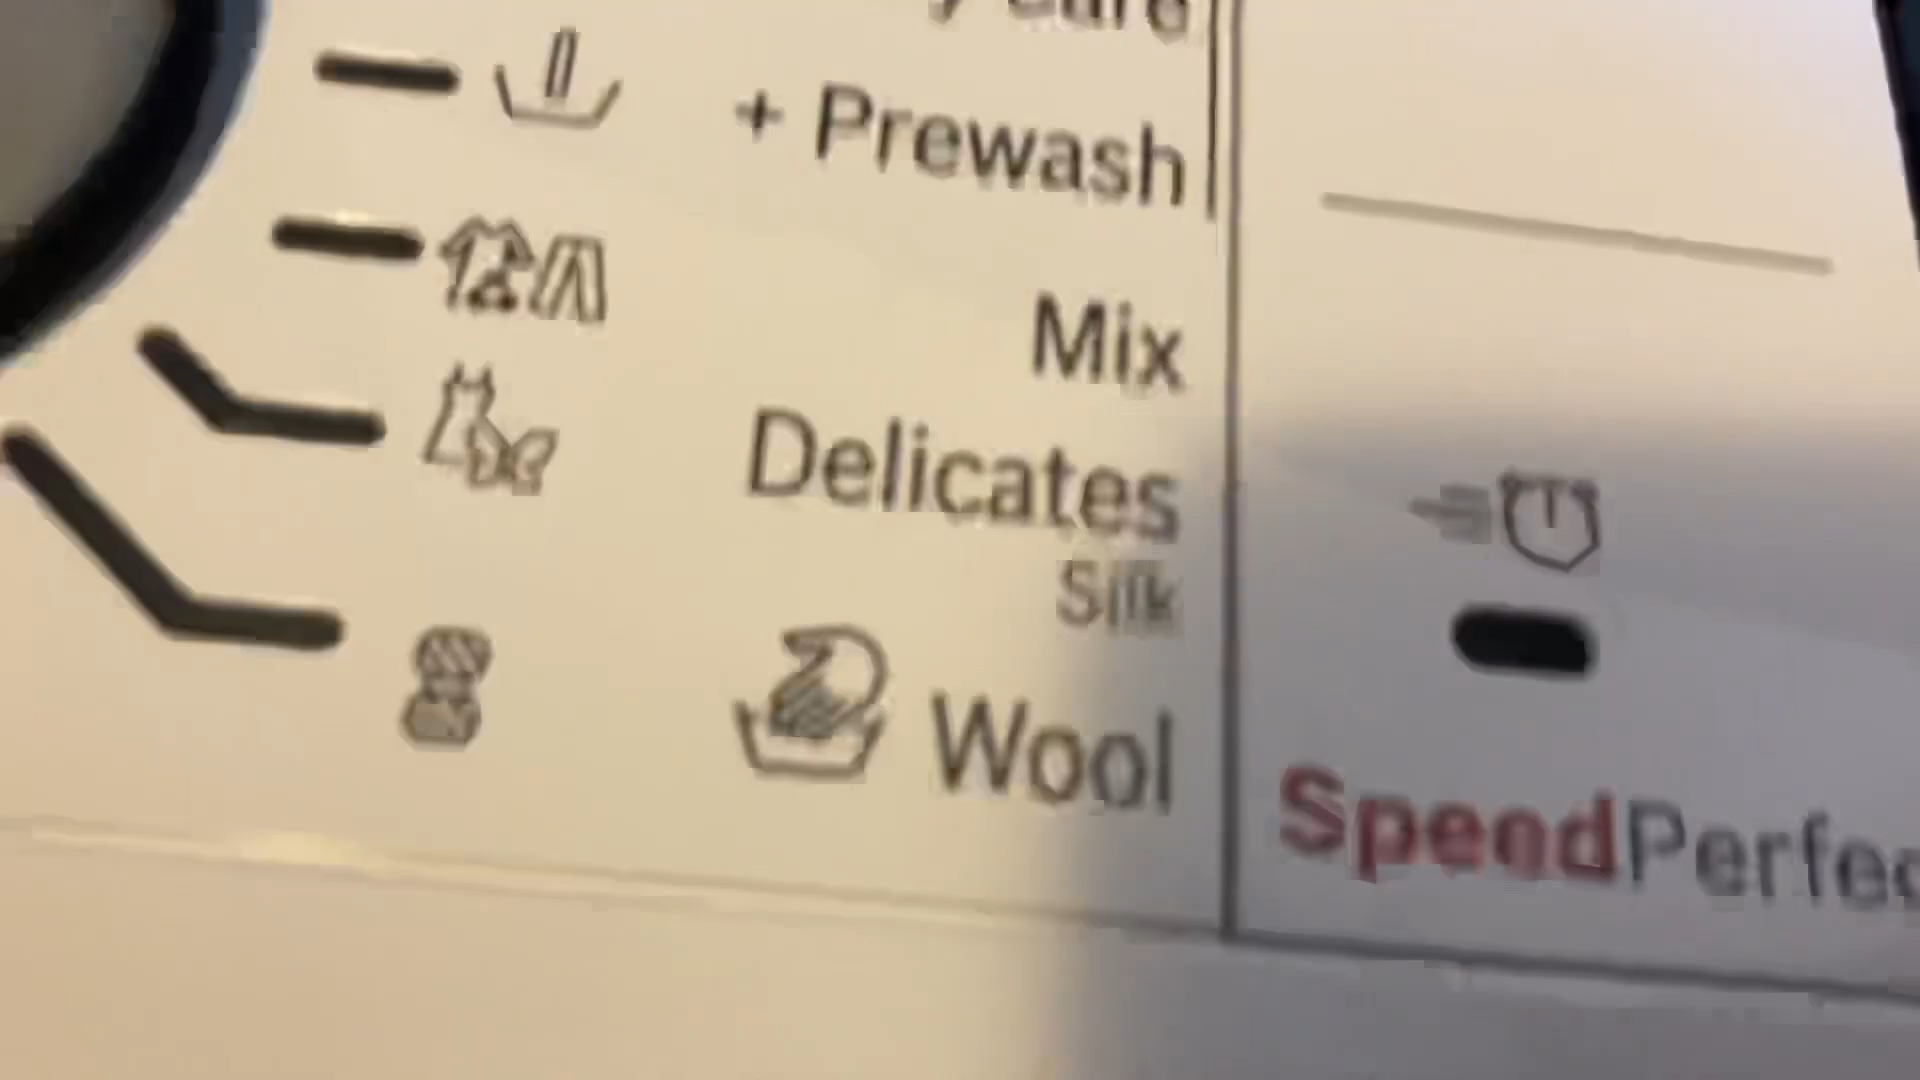 + Prewash
Mix
Delicates
Silk
Wool
SpeedPerfec